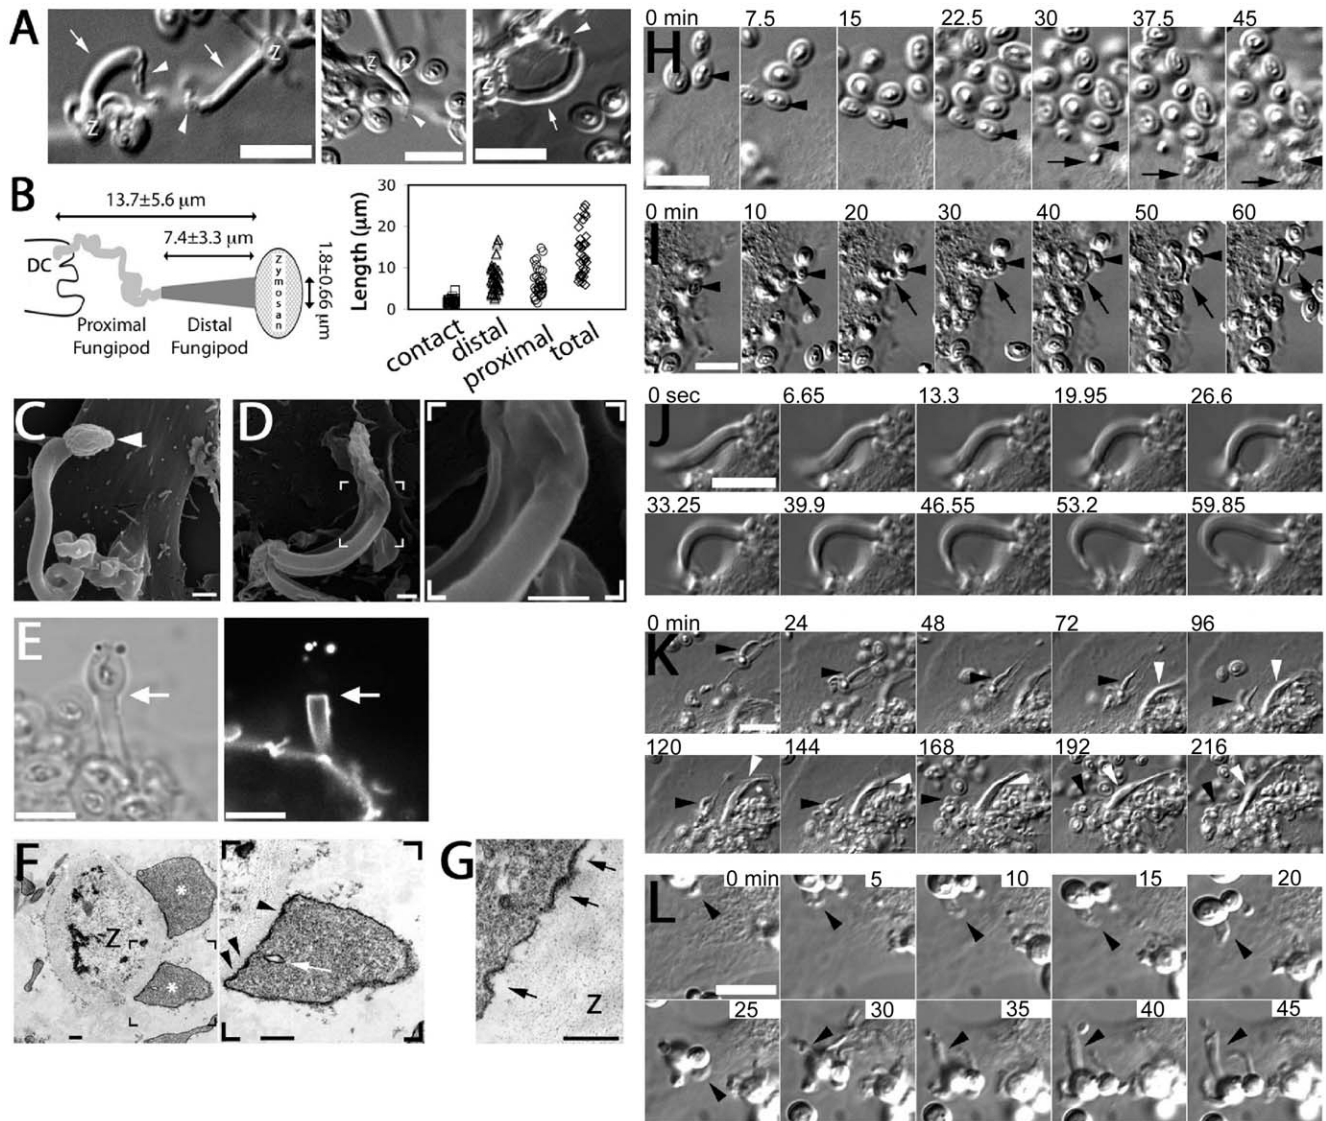 A
Z
Z
Z
Z
B
13.7±5.6 μm
7.4±3.3 μm
DC
Zymosan
1.8±0.66 μm
Proximal
Fungipod
Distal
Fungipod
Length (μm)
30
20
10
0
contact
distal
proximal
total
C
D
E
F
Z
*
*
G
Z
H
0 min
7.5
15
22.5
30
37.5
45
I
0 min
10
20
30
40
50
60
J
0 sec
6.65
13.3
19.95
26.6
33.25
39.9
46.55
53.2
59.85
K
0 min
24
48
72
96
120
144
168
192
216
L
0 min
5
10
15
20
25
30
35
40
45